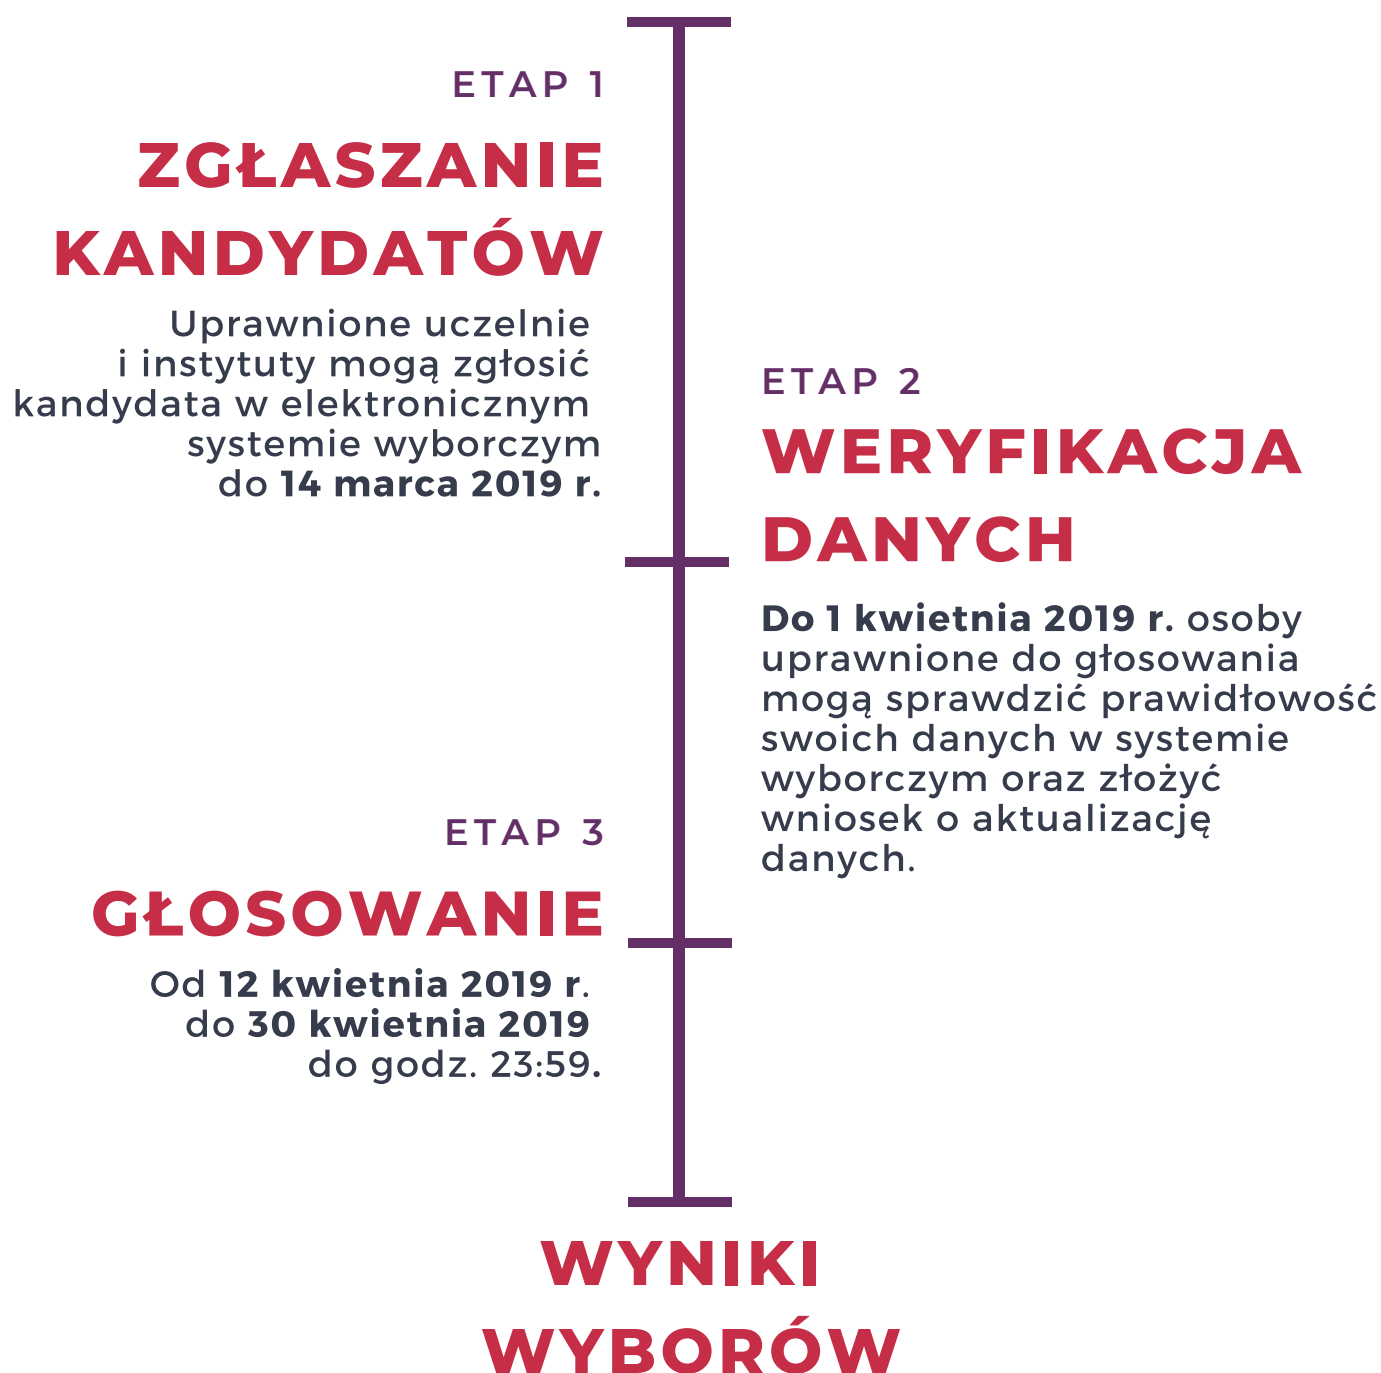 ETAP 1
ZGŁASZANIE
KANDYDATÓW
Uprawnione uczelnie
i instytuty mogą zgłosić
kandydata w elektronicznym
systemie wyborczym
do 14 marca 2019 r.
ETAP 2
WERYFIKACJA
DANYCH
Do 1 kwietnia 2019 r. osoby
uprawnione do głosowania
mogą sprawdzić prawidłowość
swoich danych w systemie
wyborczym oraz złożyć
wniosek o aktualizację
danych.
ETAP 3
GŁOSOWANIE
Od 12 kwietnia 2019 r.
do 30 kwietnia 2019
do godz. 23:59.
WYNIKI
WYBORÓW